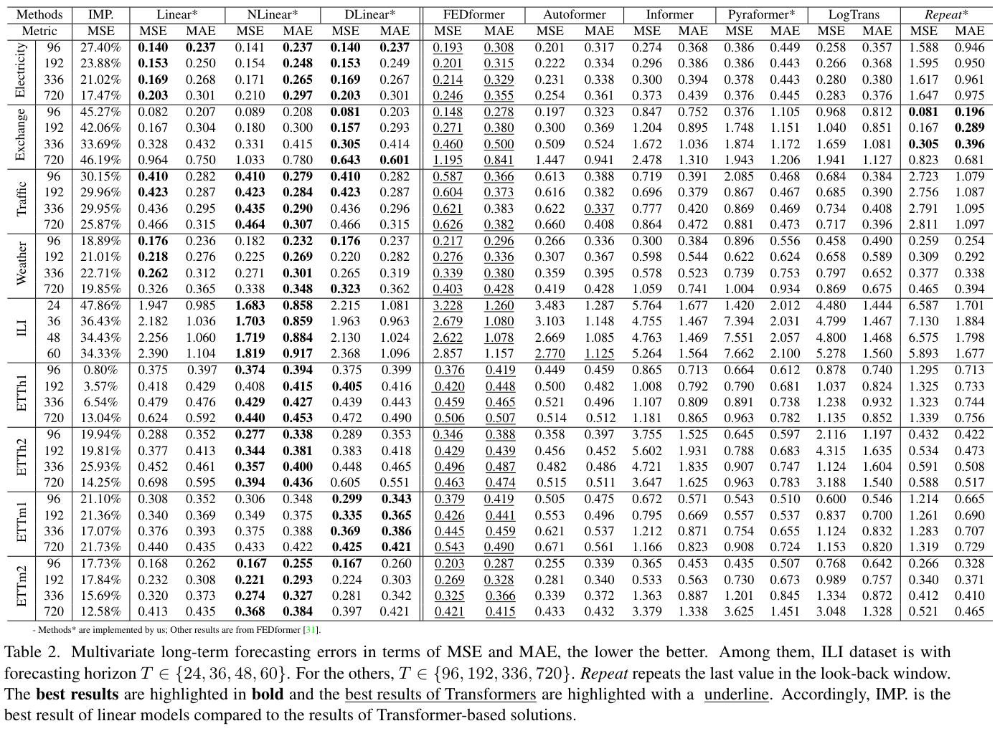 Methods IMP. Linear* NLinear* DLinear* FEDformer Autoformer Informer Pyraformer* LogTrans Repeat*
Metric MSE MSE MAE MSE MAE MSE MAE MSE MAE MSE MAE MSE MAE MSE MAE MSE MAE MSE MAE
Electricity
96 27.40% 0.140 0.237 0.141 0.237 0.140 0.237 0.193 0.308 0.201 0.317 0.274 0.368 0.386 0.449 0.258 0.357 1.588 0.946
192 23.88% 0.153 0.250 0.154 0.248 0.153 0.249 0.201 0.315 0.222 0.334 0.296 0.386 0.386 0.443 0.266 0.368 1.595 0.950
336 21.02% 0.169 0.268 0.171 0.265 0.169 0.267 0.214 0.329 0.231 0.338 0.300 0.394 0.378 0.443 0.280 0.380 1.617 0.961
720 17.47% 0.203 0.301 0.210 0.297 0.203 0.301 0.246 0.355 0.254 0.361 0.373 0.439 0.376 0.445 0.283 0.376 1.647 0.975
Exchange
96 45.27% 0.082 0.207 0.089 0.208 0.081 0.203 0.148 0.278 0.197 0.323 0.847 0.752 0.376 1.105 0.968 0.812 0.081 0.196
192 42.06% 0.167 0.304 0.180 0.300 0.157 0.293 0.271 0.380 0.300 0.369 1.204 0.895 1.748 1.151 1.040 0.851 0.167 0.289
336 33.69% 0.328 0.432 0.331 0.415 0.305 0.414 0.460 0.500 0.509 0.524 1.672 1.036 1.874 1.172 1.659 1.081 0.305 0.396
720 46.19% 0.964 0.750 1.033 0.780 0.643 0.601 1.195 0.841 1.447 0.941 2.478 1.310 1.943 1.206 1.941 1.127 0.823 0.681
Traffic
96 30.15% 0.410 0.282 0.410 0.279 0.410 0.282 0.587 0.366 0.613 0.388 0.719 0.391 2.085 0.468 0.684 0.384 2.723 1.079
192 29.96% 0.423 0.287 0.423 0.284 0.423 0.287 0.604 0.373 0.616 0.382 0.696 0.379 0.867 0.467 0.685 0.390 2.756 1.087
336 29.95% 0.436 0.295 0.435 0.290 0.436 0.296 0.621 0.383 0.622 0.337 0.777 0.420 0.869 0.469 0.734 0.408 2.791 1.095
720 25.87% 0.466 0.315 0.464 0.307 0.466 0.315 0.626 0.382 0.660 0.408 0.864 0.472 0.881 0.473 0.717 0.396 2.811 1.097
Weather
96 18.89% 0.176 0.236 0.182 0.232 0.176 0.237 0.217 0.296 0.266 0.336 0.300 0.384 0.896 0.556 0.458 0.490 0.259 0.254
192 21.01% 0.218 0.276 0.225 0.269 0.220 0.282 0.276 0.336 0.307 0.367 0.598 0.544 0.622 0.624 0.658 0.589 0.309 0.292
336 22.71% 0.262 0.312 0.271 0.301 0.265 0.319 0.339 0.380 0.359 0.395 0.578 0.523 0.739 0.753 0.797 0.652 0.377 0.338
720 19.85% 0.326 0.365 0.338 0.348 0.323 0.362 0.403 0.428 0.419 0.428 1.059 0.741 1.004 0.934 0.869 0.675 0.465 0.394
ILI
24 47.86% 1.947 0.985 1.683 0.858 2.215 1.081 3.228 1.260 3.483 1.287 5.764 1.677 1.420 2.012 4.480 1.444 6.587 1.701
36 36.43% 2.182 1.036 1.703 0.859 1.963 0.963 2.679 1.080 3.103 1.148 4.755 1.467 7.394 2.031 4.799 1.467 7.130 1.884
48 34.43% 2.256 1.060 1.719 0.884 2.130 1.024 2.622 1.078 2.669 1.085 4.763 1.469 7.551 2.057 4.800 1.468 6.575 1.798
60 34.33% 2.390 1.104 1.819 0.917 2.368 1.096 2.857 1.157 2.770 1.125 5.264 1.564 7.662 2.100 5.278 1.560 5.893 1.677
ETTh1
96 0.80% 0.375 0.397 0.374 0.394 0.375 0.399 0.376 0.419 0.449 0.459 0.865 0.713 0.664 0.612 0.878 0.740 1.295 0.713
192 3.57% 0.418 0.429 0.408 0.415 0.405 0.416 0.420 0.448 0.500 0.482 1.008 0.792 0.790 0.681 1.037 0.824 1.325 0.733
336 6.54% 0.479 0.476 0.429 0.427 0.439 0.443 0.459 0.465 0.521 0.496 1.107 0.809 0.891 0.738 1.238 0.932 1.323 0.744
720 13.04% 0.624 0.592 0.440 0.453 0.472 0.490 0.506 0.507 0.514 0.512 1.181 0.865 0.963 0.782 1.135 0.852 1.339 0.756
ETTh2
96 19.94% 0.288 0.352 0.277 0.338 0.289 0.353 0.346 0.388 0.358 0.397 3.755 1.525 0.645 0.597 2.116 1.197 0.432 0.422
192 19.81% 0.377 0.413 0.344 0.381 0.383 0.418 0.429 0.439 0.456 0.452 5.602 1.931 0.788 0.683 4.315 1.635 0.534 0.473
336 25.93% 0.452 0.461 0.357 0.400 0.448 0.465 0.496 0.487 0.482 0.486 4.721 1.835 0.907 0.747 1.124 1.604 0.591 0.508
720 14.25% 0.698 0.595 0.394 0.436 0.605 0.551 0.463 0.474 0.515 0.511 3.647 1.625 0.963 0.783 3.188 1.540 0.588 0.517
ETTm1
96 21.10% 0.308 0.352 0.306 0.348 0.299 0.343 0.379 0.419 0.505 0.475 0.672 0.571 0.543 0.510 0.600 0.546 1.214 0.665
192 21.36% 0.340 0.369 0.349 0.375 0.335 0.365 0.426 0.441 0.553 0.496 0.795 0.669 0.557 0.537 0.837 0.700 1.261 0.690
336 17.07% 0.376 0.393 0.375 0.388 0.369 0.386 0.445 0.459 0.621 0.537 1.212 0.871 0.754 0.655 1.124 0.832 1.283 0.707
720 21.73% 0.440 0.435 0.433 0.422 0.425 0.421 0.543 0.490 0.671 0.561 1.166 0.823 0.908 0.724 1.153 0.820 1.319 0.729
ETTm2
96 17.73% 0.168 0.262 0.167 0.255 0.167 0.260 0.203 0.287 0.255 0.339 0.365 0.453 0.435 0.507 0.768 0.642 0.266 0.328
192 17.84% 0.232 0.308 0.221 0.293 0.224 0.303 0.269 0.328 0.281 0.340 0.533 0.563 0.730 0.673 0.989 0.757 0.340 0.371
336 15.69% 0.320 0.373 0.274 0.327 0.281 0.342 0.325 0.366 0.339 0.372 1.363 0.887 1.201 0.845 1.334 0.872 0.412 0.410
720 12.58% 0.413 0.435 0.368 0.384 0.397 0.421 0.421 0.415 0.433 0.432 3.379 1.338 3.625 1.451 3.048 1.328 0.521 0.465
- Methods* are implemented by us; Other results are from FEDformer [31].
Table 2. Multivariate long-term forecasting errors in terms of MSE and MAE, the lower the better. Among them, ILI dataset is with
forecasting horizon T ∈ {24, 36, 48, 60}. For the others, T ∈ {96, 192, 336, 720}. Repeat repeats the last value in the look-back window.
The best results are highlighted in bold and the best results of Transformers are highlighted with a underline. Accordingly, IMP. is the
best result of linear models compared to the results of Transformer-based solutions.